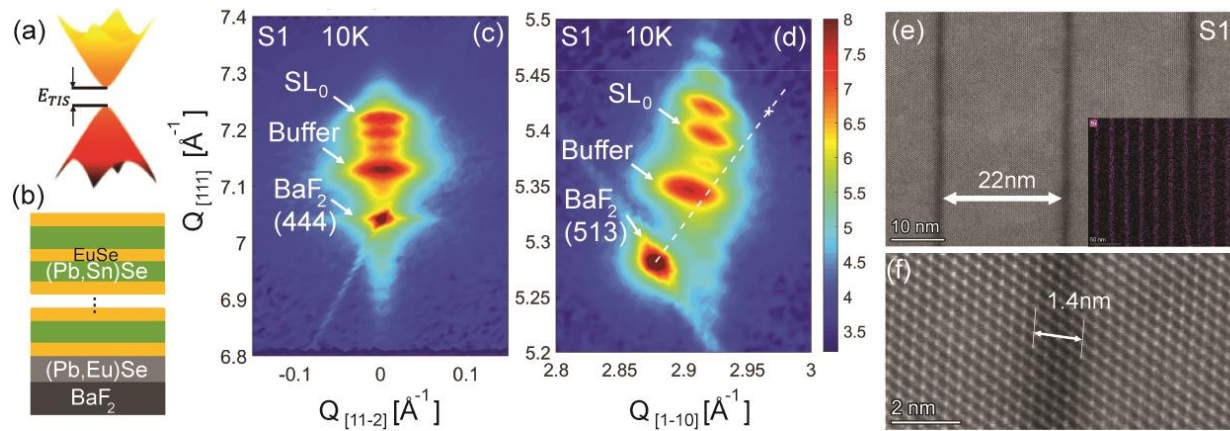 (a)
E_TIS
(b)
EuSe
(Pb,Sn)Se
(Pb,Eu)Se
BaF₂
S1 10K (c)
SL₀
Buffer
BaF₂
(444)
Q [111] [Å⁻¹]
7.4
7.3
7.2
7.1
7
6.9
6.8
-0.1 0 0.1
Q [11-2] [Å⁻¹]
S1 10K (d)
SL₀
Buffer
BaF₂
(513)
5.5
5.45
5.4
5.35
5.3
5.25
5.2
2.8 2.85 2.9 2.95 3
Q [1-10] [Å⁻¹]
8
7.5
7
6.5
6
5.5
5
4.5
4
3.5
(e) S1
22nm
10 nm
50 nm
(f)
1.4nm
2 nm